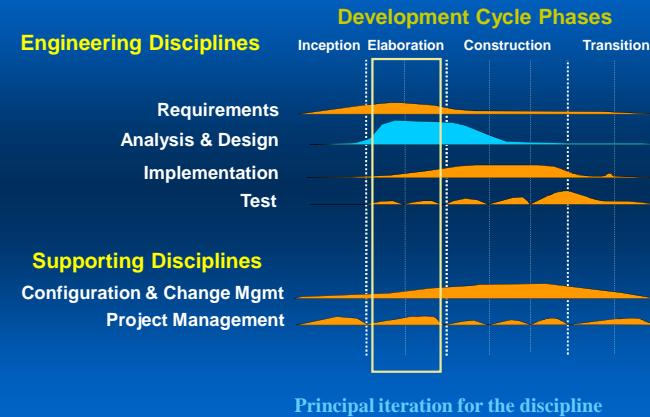 Development Cycle Phases
Engineering Disciplines
Inception Elaboration Construction Transition
Requirements
Analysis & Design
Implementation
Test
Supporting Disciplines
Configuration & Change Mgmt
Project Management
Principal iteration for the discipline